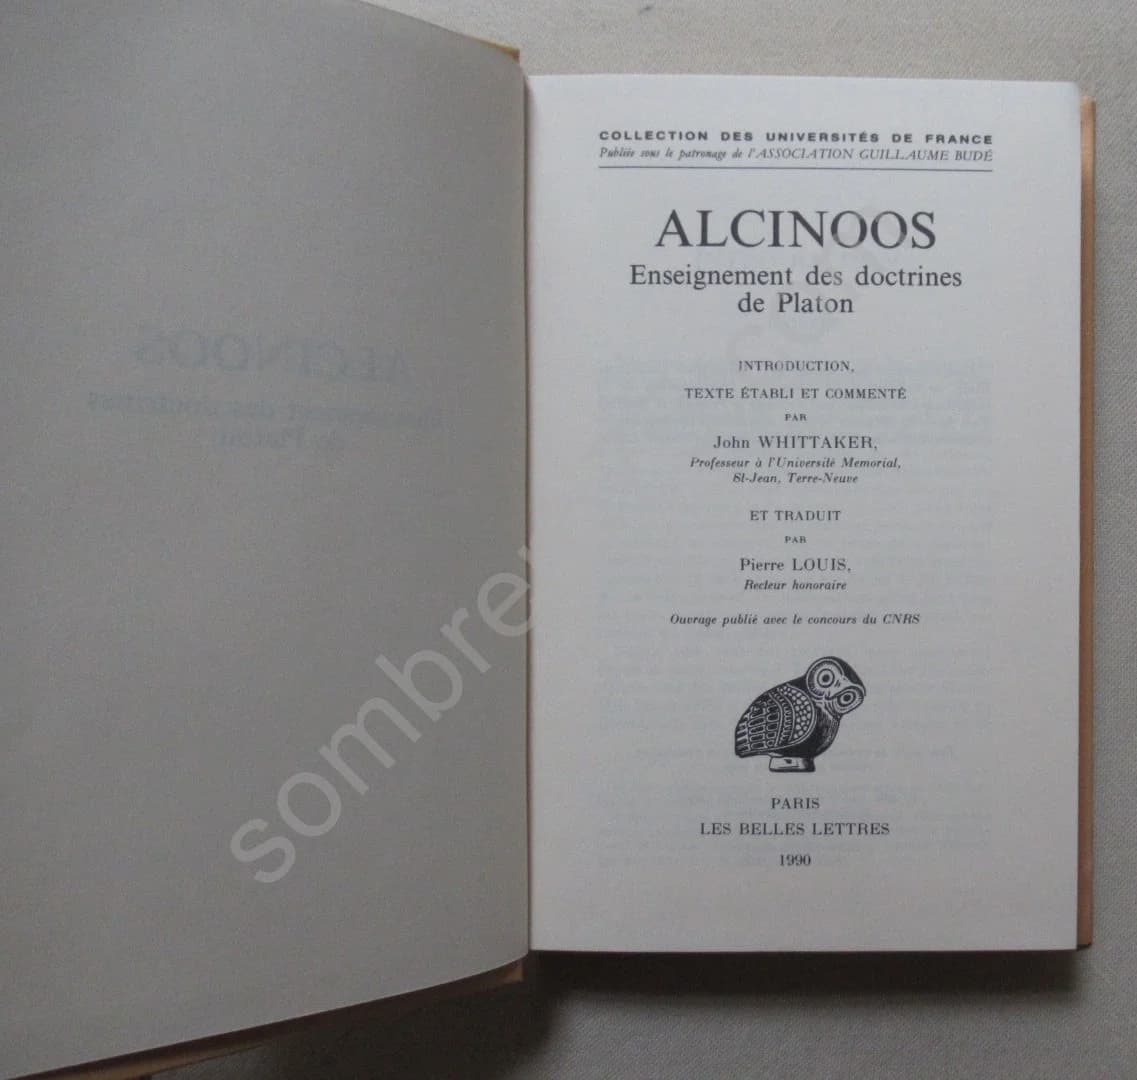 COLLECTION DES UNIVERSITÉS DE FRANCE
Publiée sous le patronage de l'ASSOCIATION GUILLAUME BUDÉ
ALCINOOS
Enseignement des doctrines
de Platon
INTRODUCTION,
TEXTE ÉTABLI ET COMMENTÉ
PAR
John WHITTAKER,
Professeur à l'Université Memorial,
St-Jean, Terre-Neuve
ET TRADUIT
PAR
Pierre LOUIS,
Recteur honoraire
Ouvrage publié avec le concours du CNRS
PARIS
LES BELLES LETTRES
1990